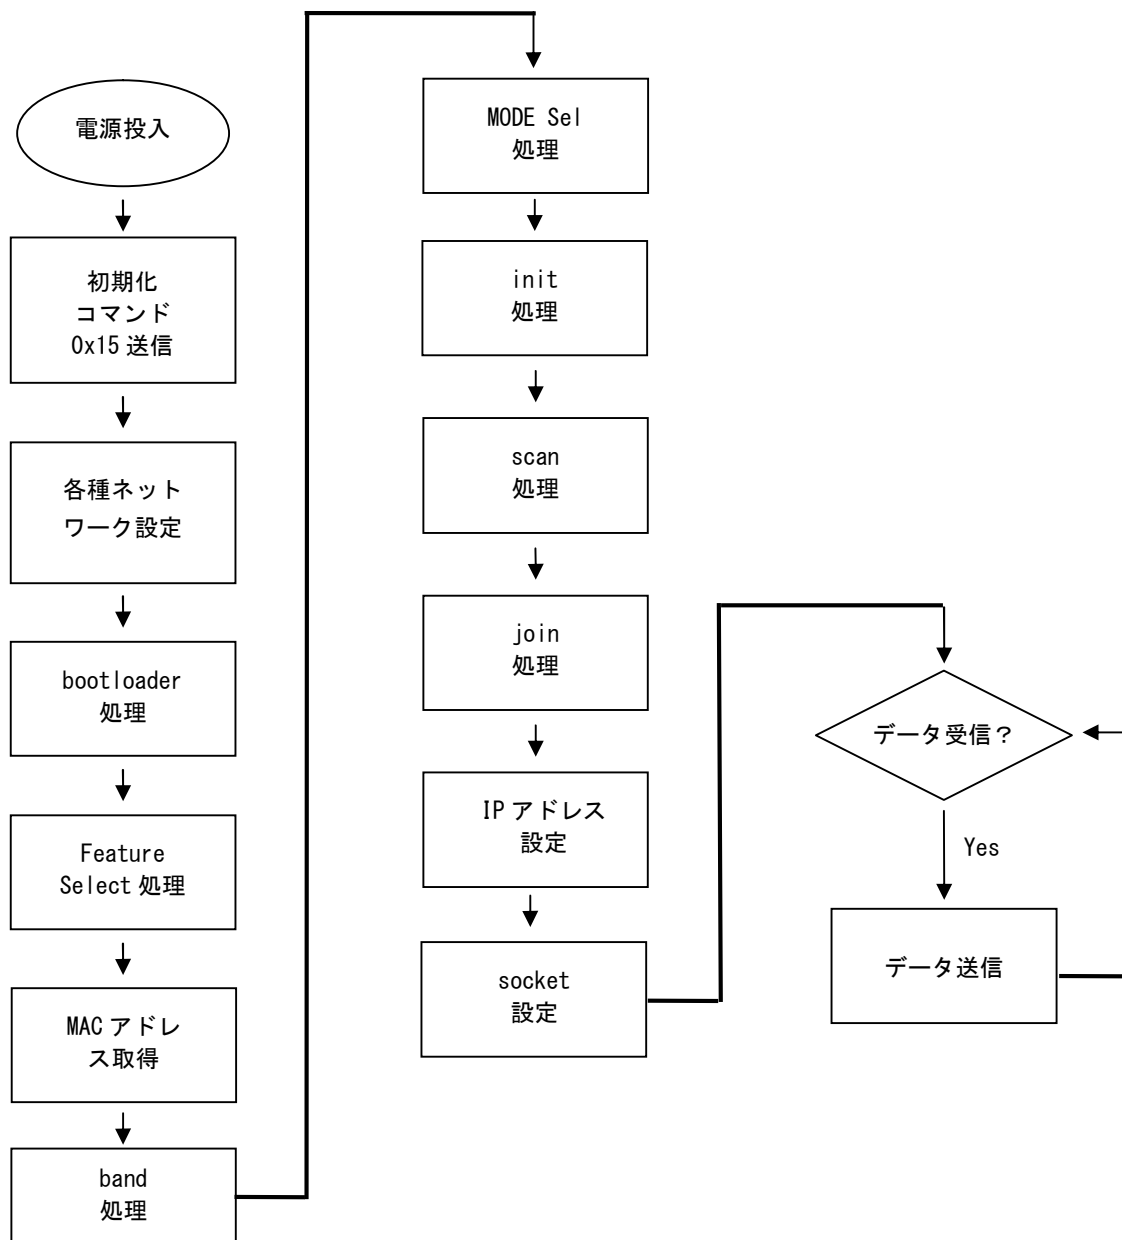 電源投入
初期化
コマンド
0x15 送信
各種ネット
ワーク設定
bootloader
処理
Feature
Select 処理
MAC アドレ
ス取得
band
処理
MODE Sel
処理
init
処理
scan
処理
join
処理
IP アドレス
設定
socket
設定
データ受信？
Yes
データ送信